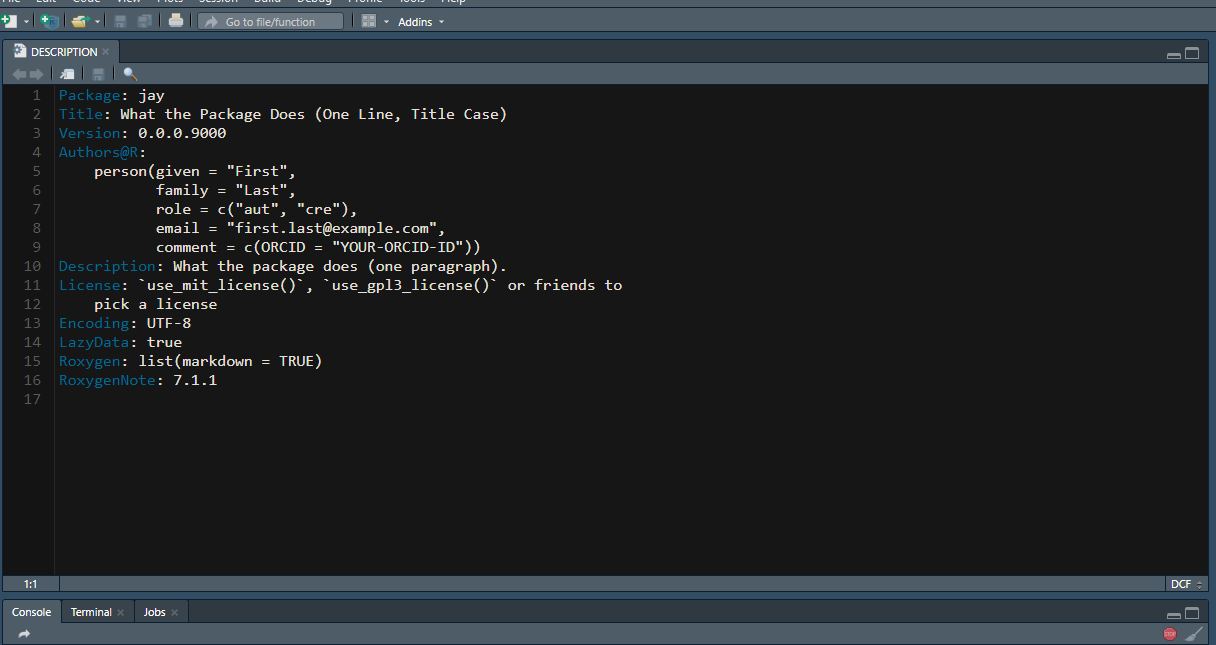 File Edit Code View Plots Session Build Debug Profile Tools Help
Go to file/function Addins
DESCRIPTION
1 Package: jay
2 Title: What the Package Does (One Line, Title Case)
3 Version: 0.0.0.9000
4 Authors@R:
5 person(given = "First",
6 family = "Last",
7 role = c("aut", "cre"),
8 email = "first.last@example.com",
9 comment = c(ORCID = "YOUR-ORCID-ID"))
10 Description: What the package does (one paragraph).
11 License: `use_mit_license()`, `use_gpl3_license()` or friends to
12 pick a license
13 Encoding: UTF-8
14 LazyData: true
15 Roxygen: list(markdown = TRUE)
16 RoxygenNote: 7.1.1
17
1:1 DCF
Console Terminal Jobs
STOP